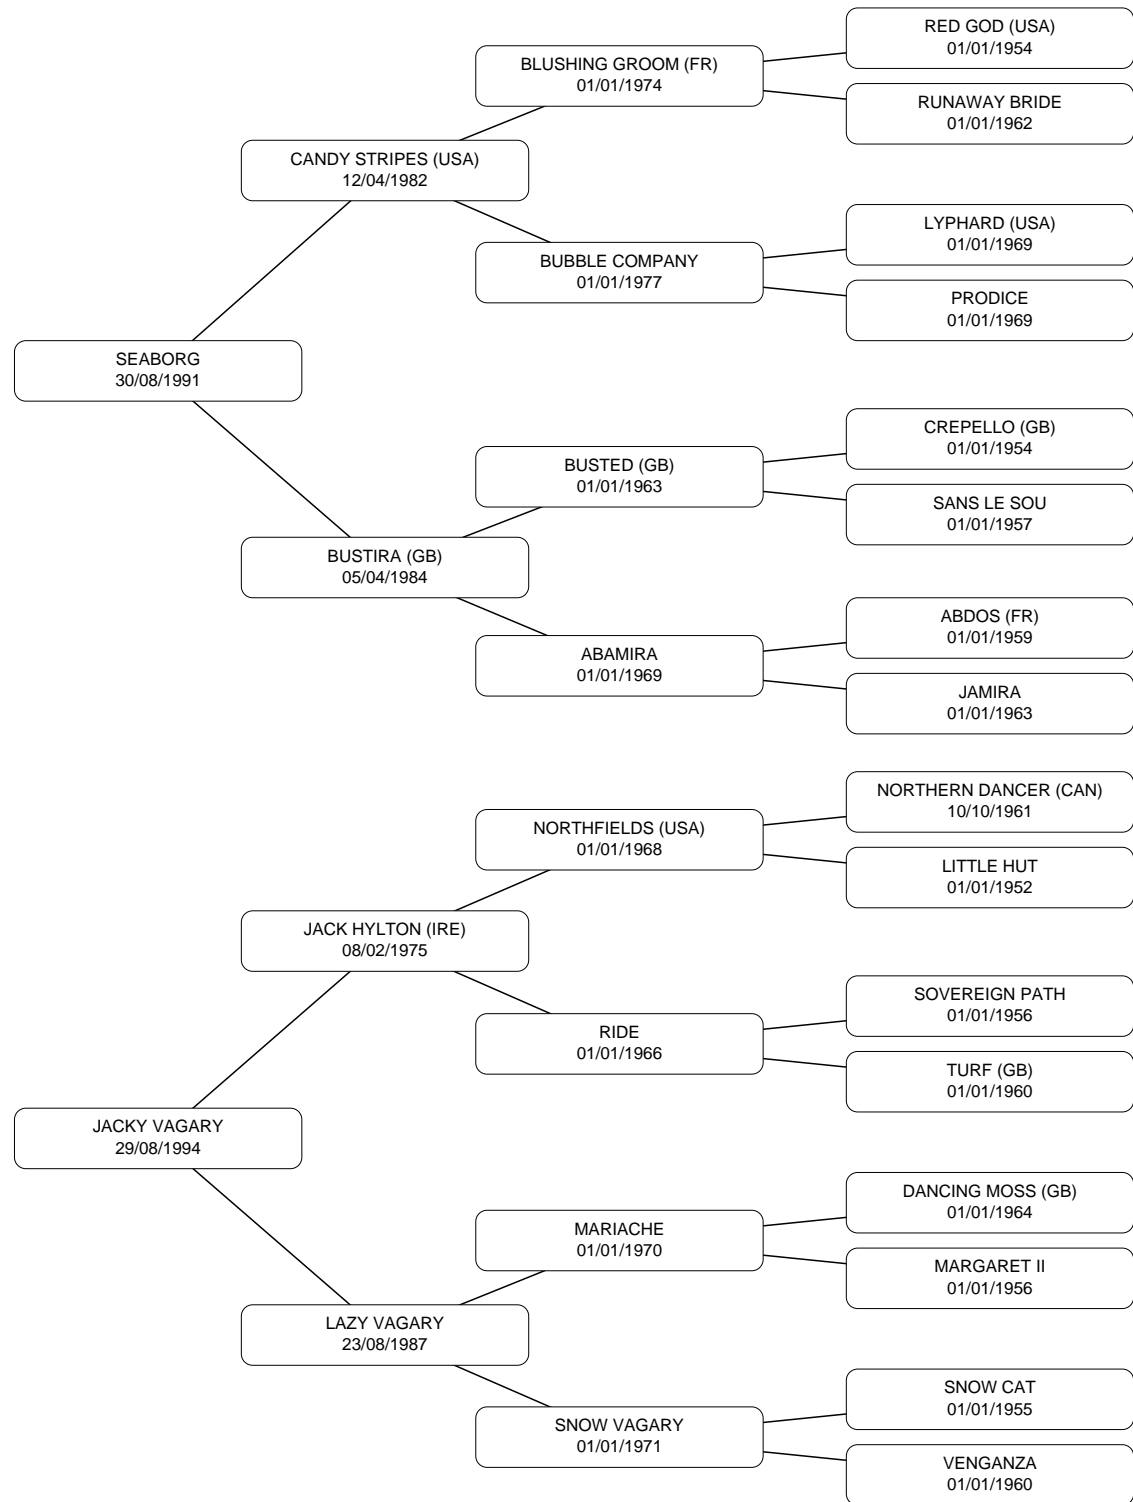 RED GOD (USA)
01/01/1954
BLUSHING GROOM (FR)
01/01/1974
RUNAWAY BRIDE
01/01/1962
CANDY STRIPES (USA)
12/04/1982
LYPHARD (USA)
01/01/1969
BUBBLE COMPANY
01/01/1977
PRODICE
01/01/1969
SEABORG
30/08/1991
CREPELLO (GB)
01/01/1954
BUSTED (GB)
01/01/1963
SANS LE SOU
01/01/1957
BUSTIRA (GB)
05/04/1984
ABDOS (FR)
01/01/1959
ABAMIRA
01/01/1969
JAMIRA
01/01/1963
NORTHERN DANCER (CAN)
10/10/1961
NORTHFIELDS (USA)
01/01/1968
LITTLE HUT
01/01/1952
JACK HYLTON (IRE)
08/02/1975
SOVEREIGN PATH
01/01/1956
RIDE
01/01/1966
TURF (GB)
01/01/1960
JACKY VAGARY
29/08/1994
DANCING MOSS (GB)
01/01/1964
MARIACHE
01/01/1970
MARGARET II
01/01/1956
LAZY VAGARY
23/08/1987
SNOW CAT
01/01/1955
SNOW VAGARY
01/01/1971
VENGANZA
01/01/1960